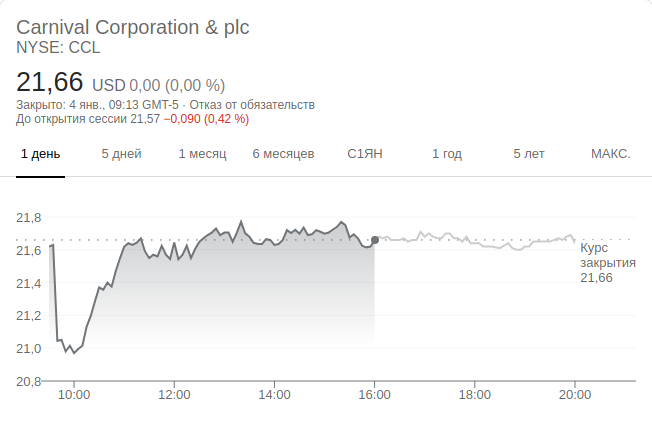 Carnival Corporation & plc
NYSE: CCL
21,66 USD 0,00 (0,00 %)
Закрыто: 4 янв., 09:13 GMT-5 · Отказ от обязательств
До открытия сессии 21,57 −0,090 (0,42 %)
1 день 5 дней 1 месяц 6 месяцев С1ЯН 1 год 5 лет МАКС.
21,8
21,6
21,4
21,2
21,0
20,8
Курс
закрытия
21,66
10:00 12:00 14:00 16:00 18:00 20:00